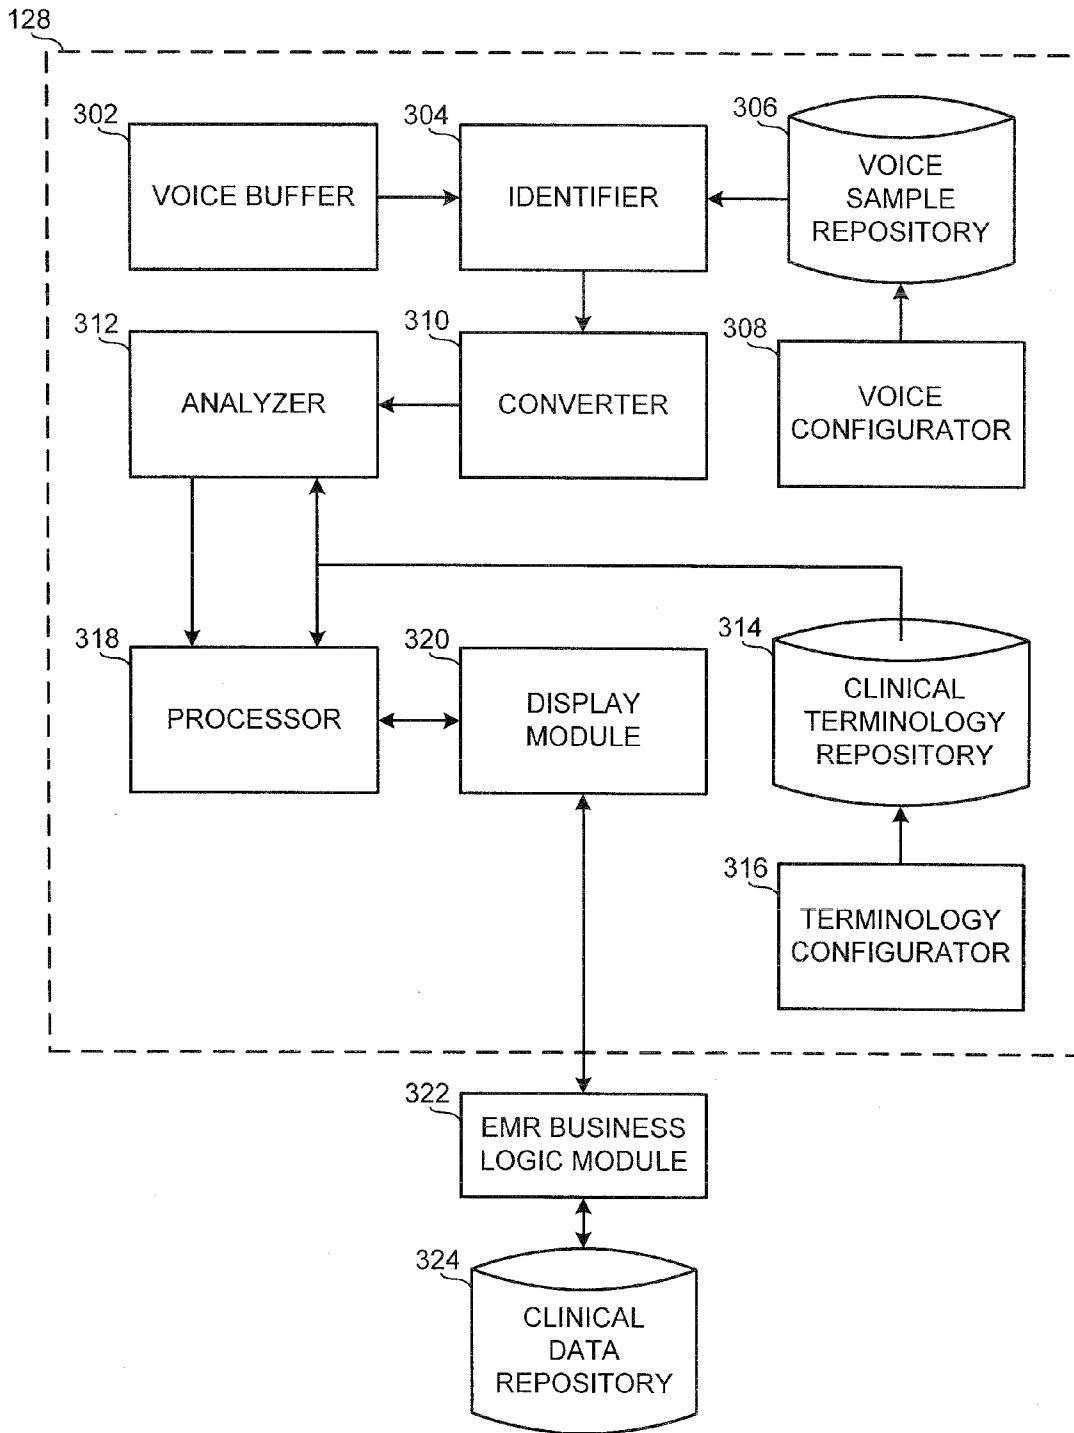 128
302
VOICE BUFFER
304
IDENTIFIER
306
VOICE
SAMPLE
REPOSITORY
312
ANALYZER
310
CONVERTER
308
VOICE
CONFIGURATOR
318
PROCESSOR
320
DISPLAY
MODULE
314
CLINICAL
TERMINOLOGY
REPOSITORY
316
TERMINOLOGY
CONFIGURATOR
322
EMR BUSINESS
LOGIC MODULE
324
CLINICAL
DATA
REPOSITORY